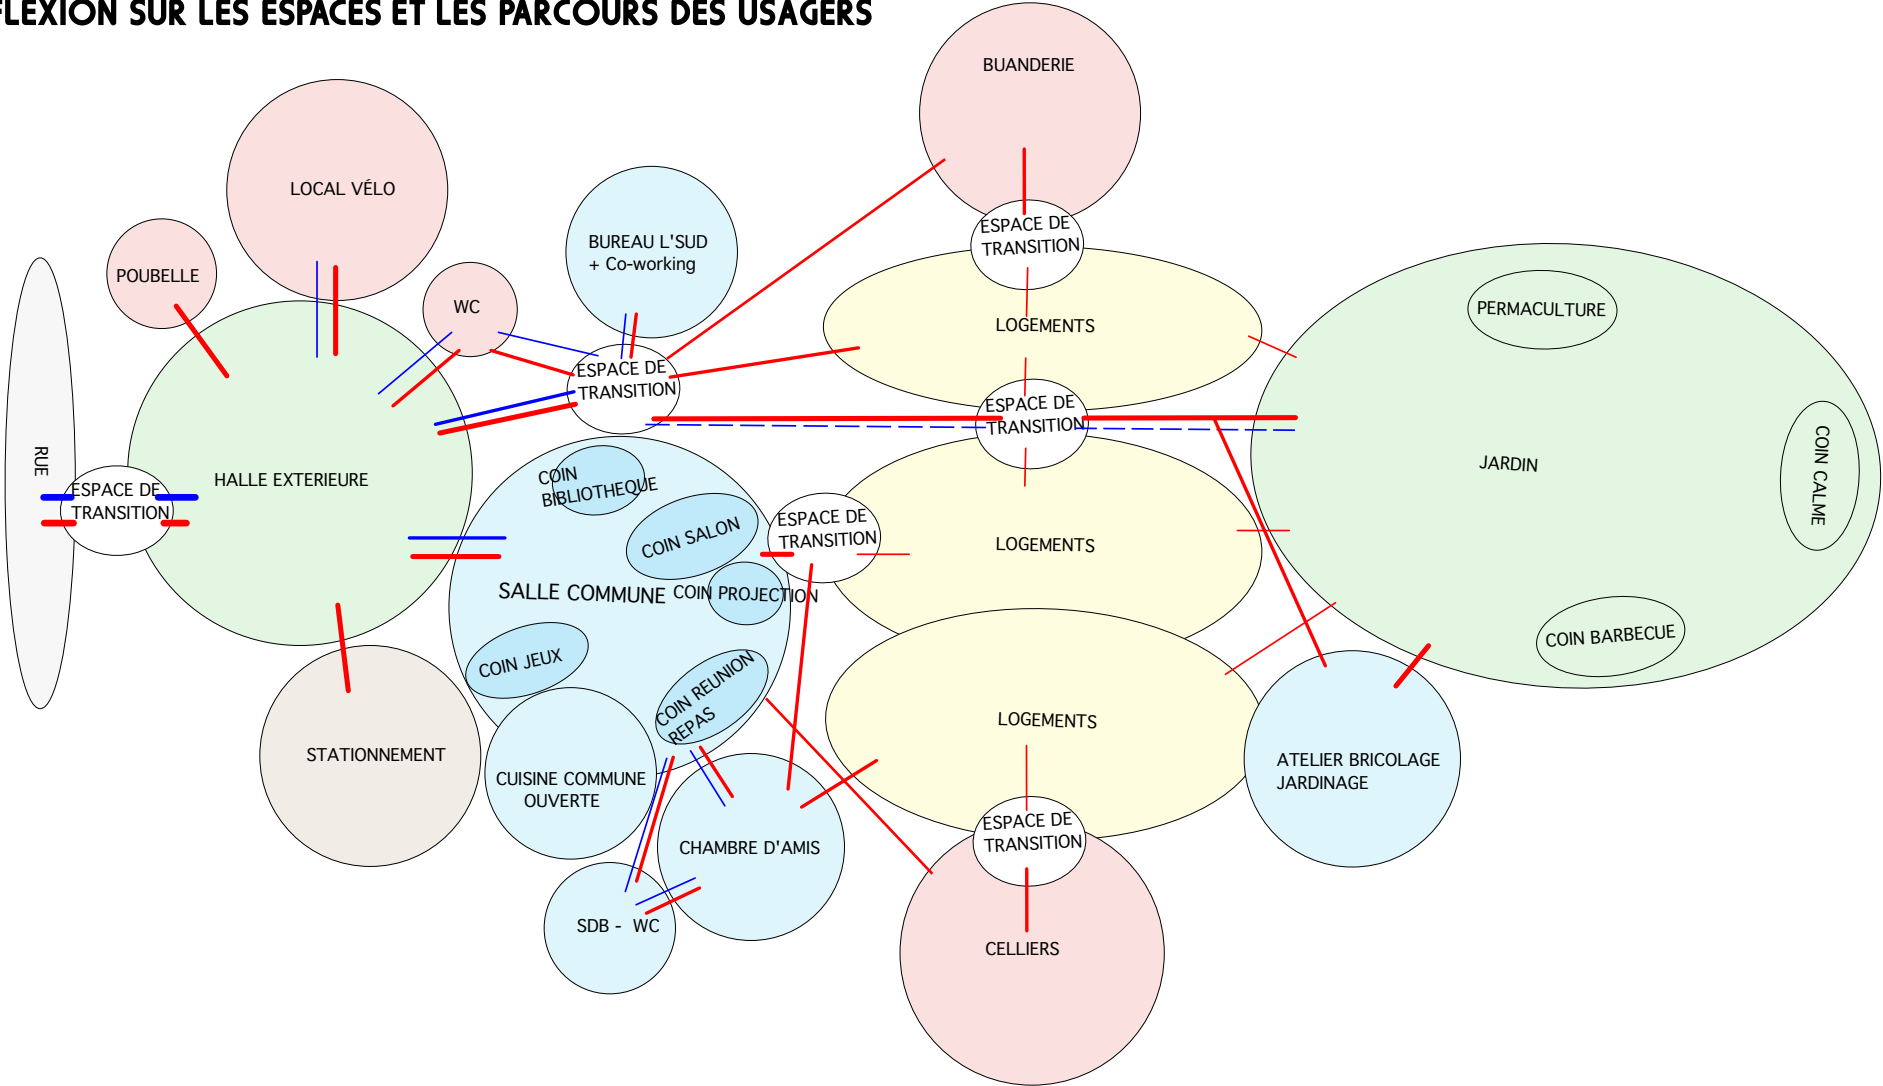 FLEXION SUR LES ESPACES ET LES PARCOURS DES USAGERS
BUANDERIE
LOCAL VÉLO
BUREAU L'SUD
+ Co-working
POUBELLE
WC
ESPACE DE
TRANSITION
ESPACE DE
TRANSITION
LOGEMENTS
PERMACULTURE
ESPACE DE
TRANSITION
RUE
ESPACE DE
TRANSITION
HALLE EXTERIEURE
COIN
BIBLIOTHEQUE
COIN SALON
ESPACE DE
TRANSITION
LOGEMENTS
JARDIN
COIN CALME
SALLE COMMUNE
COIN PROJECTION
COIN JEUX
COIN REUNION
REPAS
COIN BARBECUE
STATIONNEMENT
CUISINE COMMUNE
OUVERTE
LOGEMENTS
ATELIER BRICOLAGE
JARDINAGE
CHAMBRE D'AMIS
ESPACE DE
TRANSITION
SDB - WC
CELLIERS